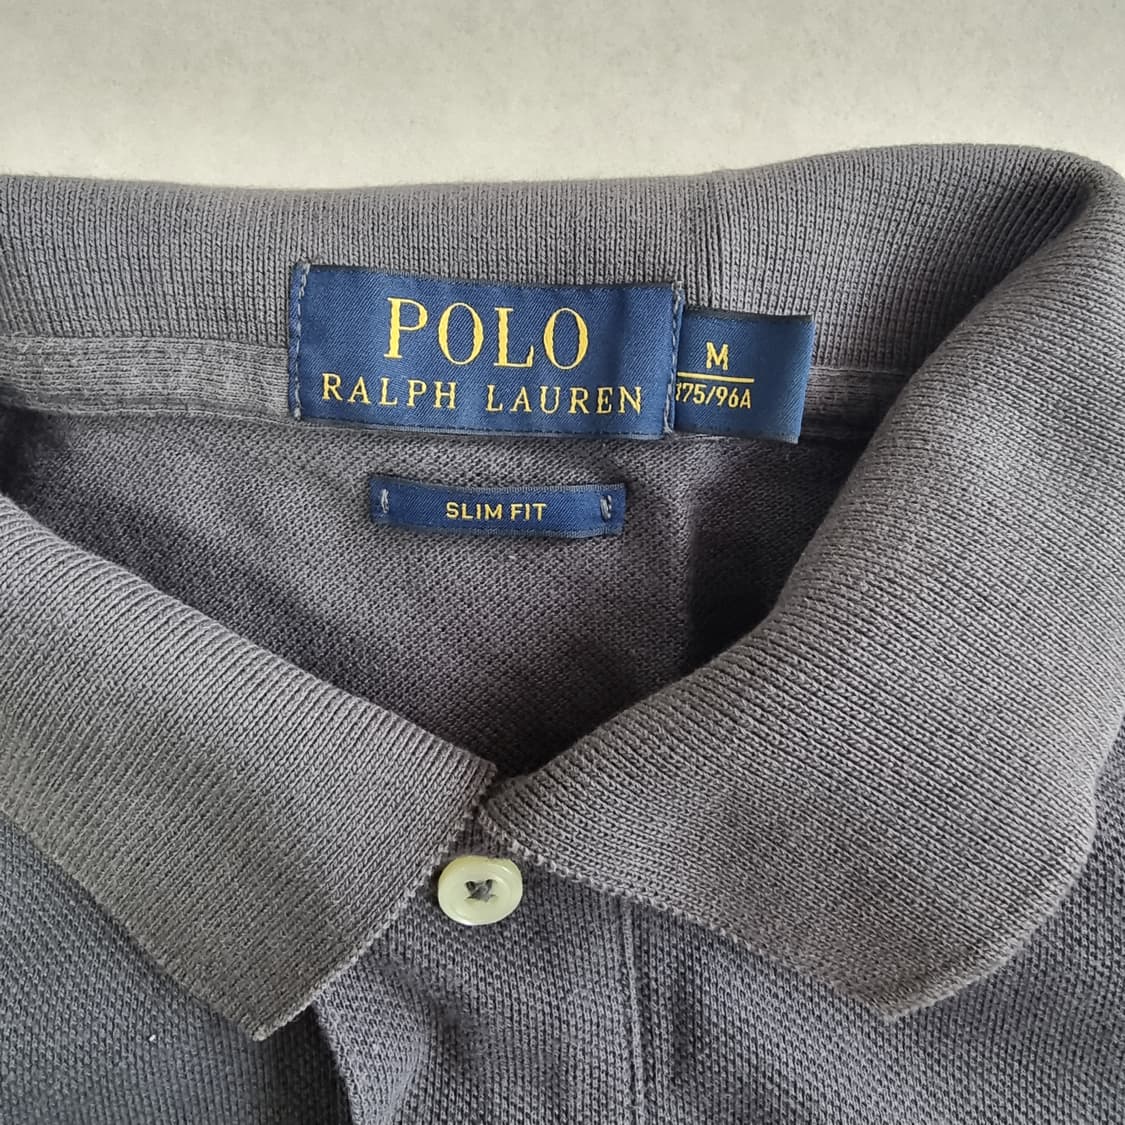 POLO
RALPH LAUREN
M
175/96A
SLIM FIT